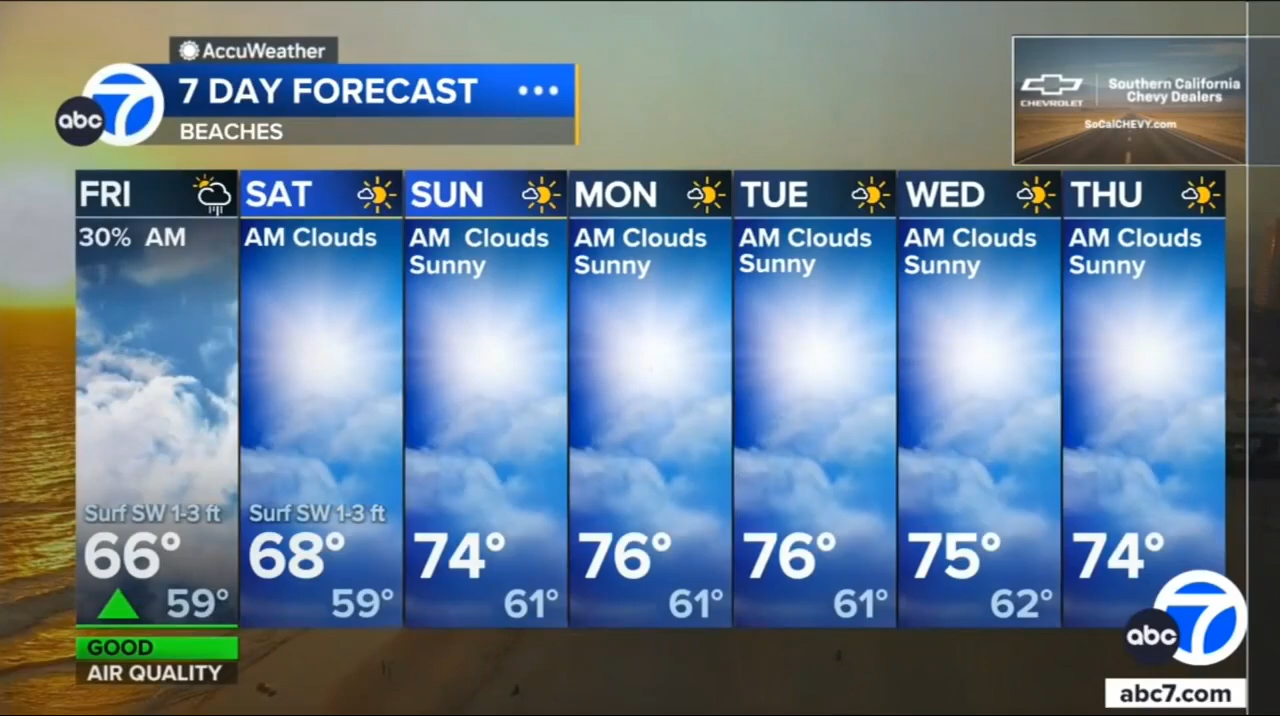 AccuWeather
7 DAY FORECAST
abc 7
BEACHES
CHEVROLET
Southern California
Chevy Dealers
SoCalCHEVY.com
FRI
30% AM
Surf SW 1-3 ft
66°
59°
GOOD
AIR QUALITY
SAT
AM Clouds
Surf SW 1-3 ft
68°
59°
SUN
AM Clouds
Sunny
74°
61°
MON
AM Clouds
Sunny
76°
61°
TUE
AM Clouds
Sunny
76°
61°
WED
AM Clouds
Sunny
75°
62°
THU
AM Clouds
Sunny
74°
abc 7
abc7.com